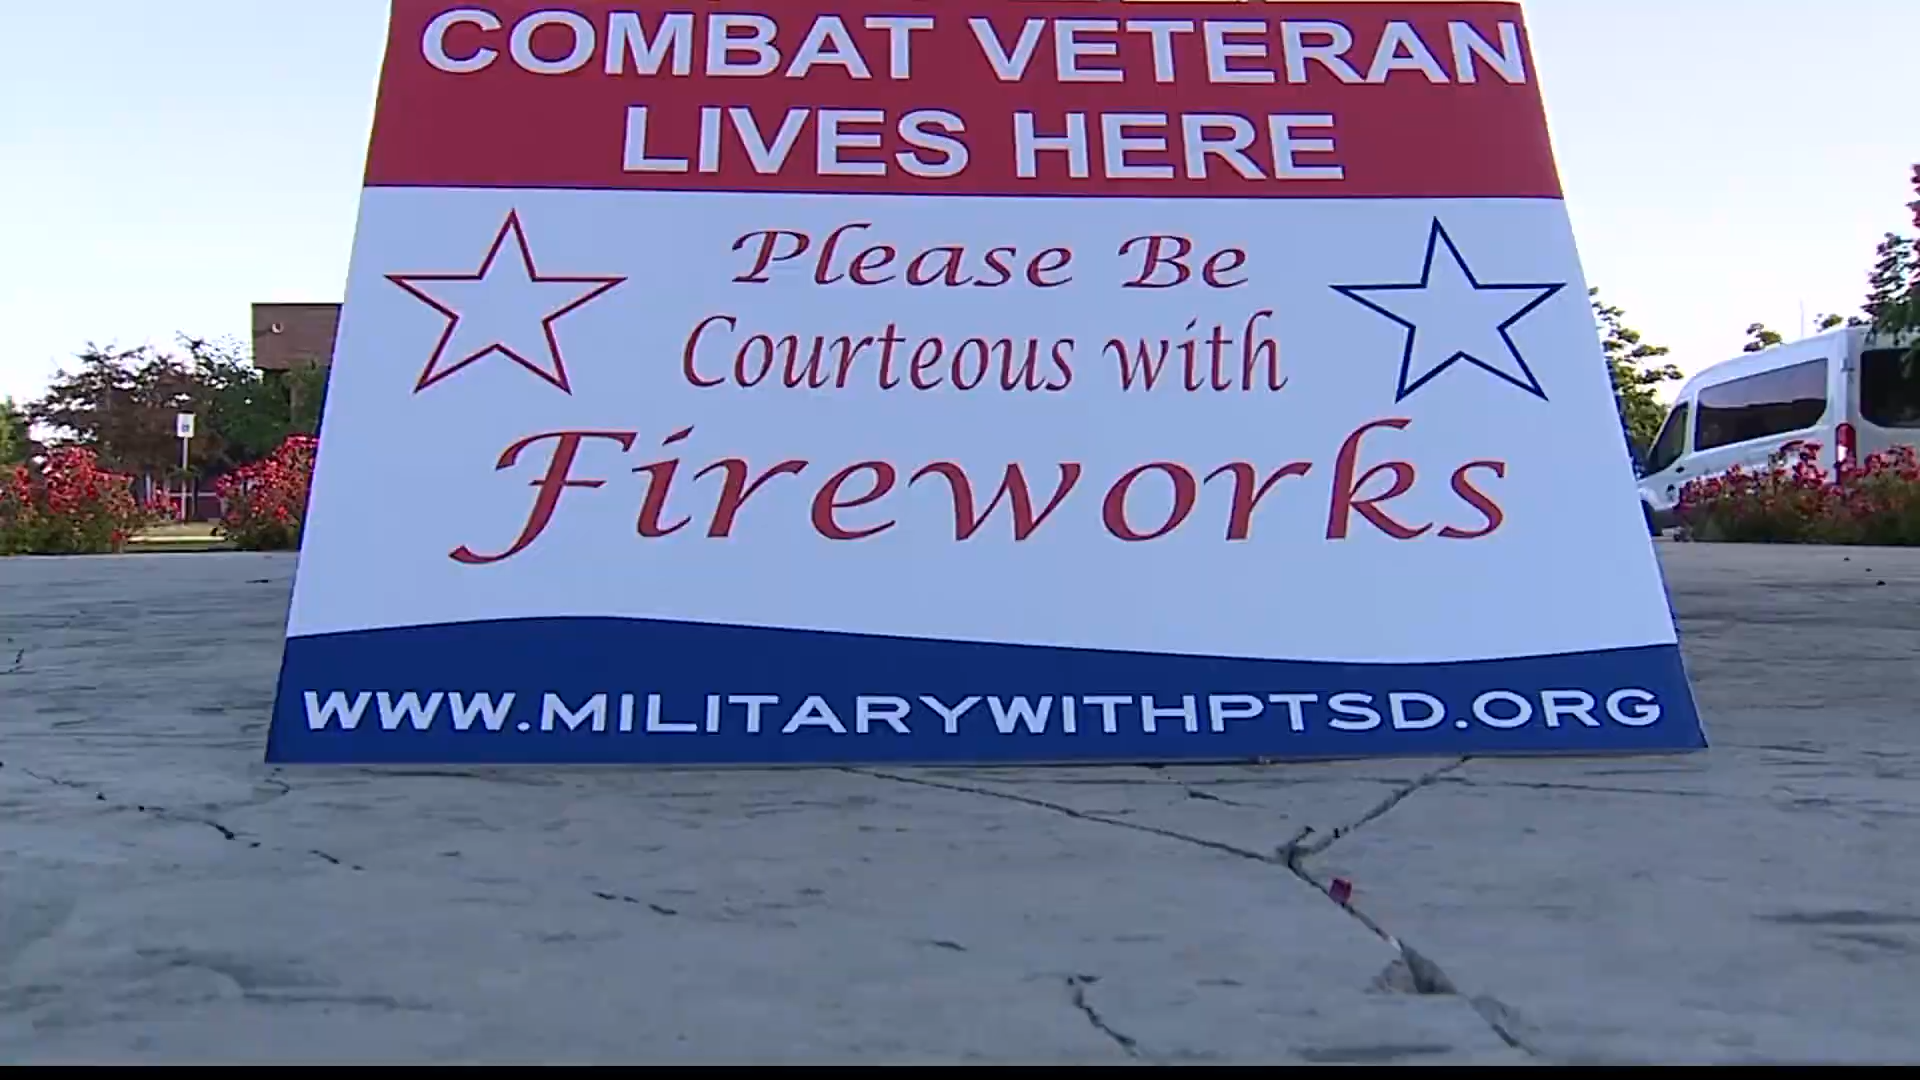 COMBAT VETERAN
LIVES HERE
Please Be
Courteous with
Fireworks
WWW.MILITARYWITHPTSD.ORG